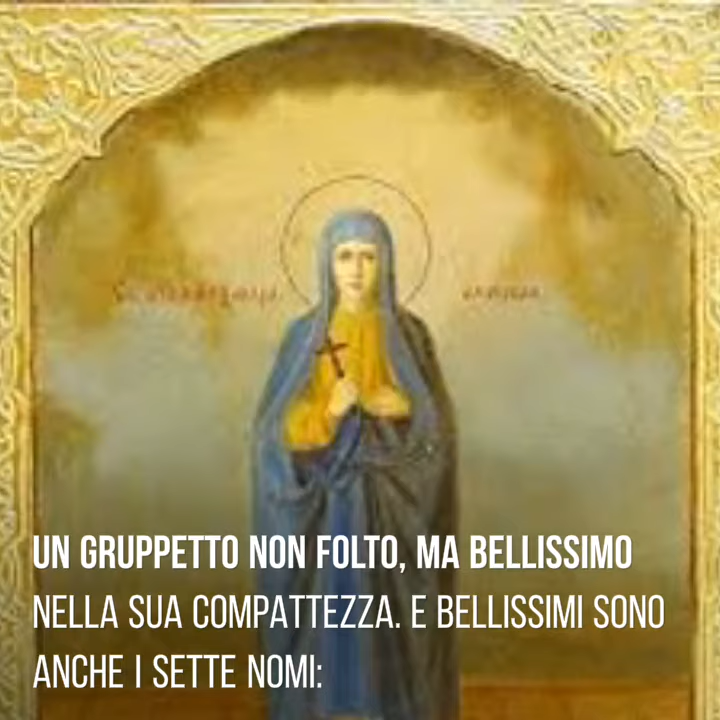 UN GRUPPETTO NON FOLTO, MA BELLISSIMO
NELLA SUA COMPATTEZZA. E BELLISSIMI SONO
ANCHE I SETTE NOMI: